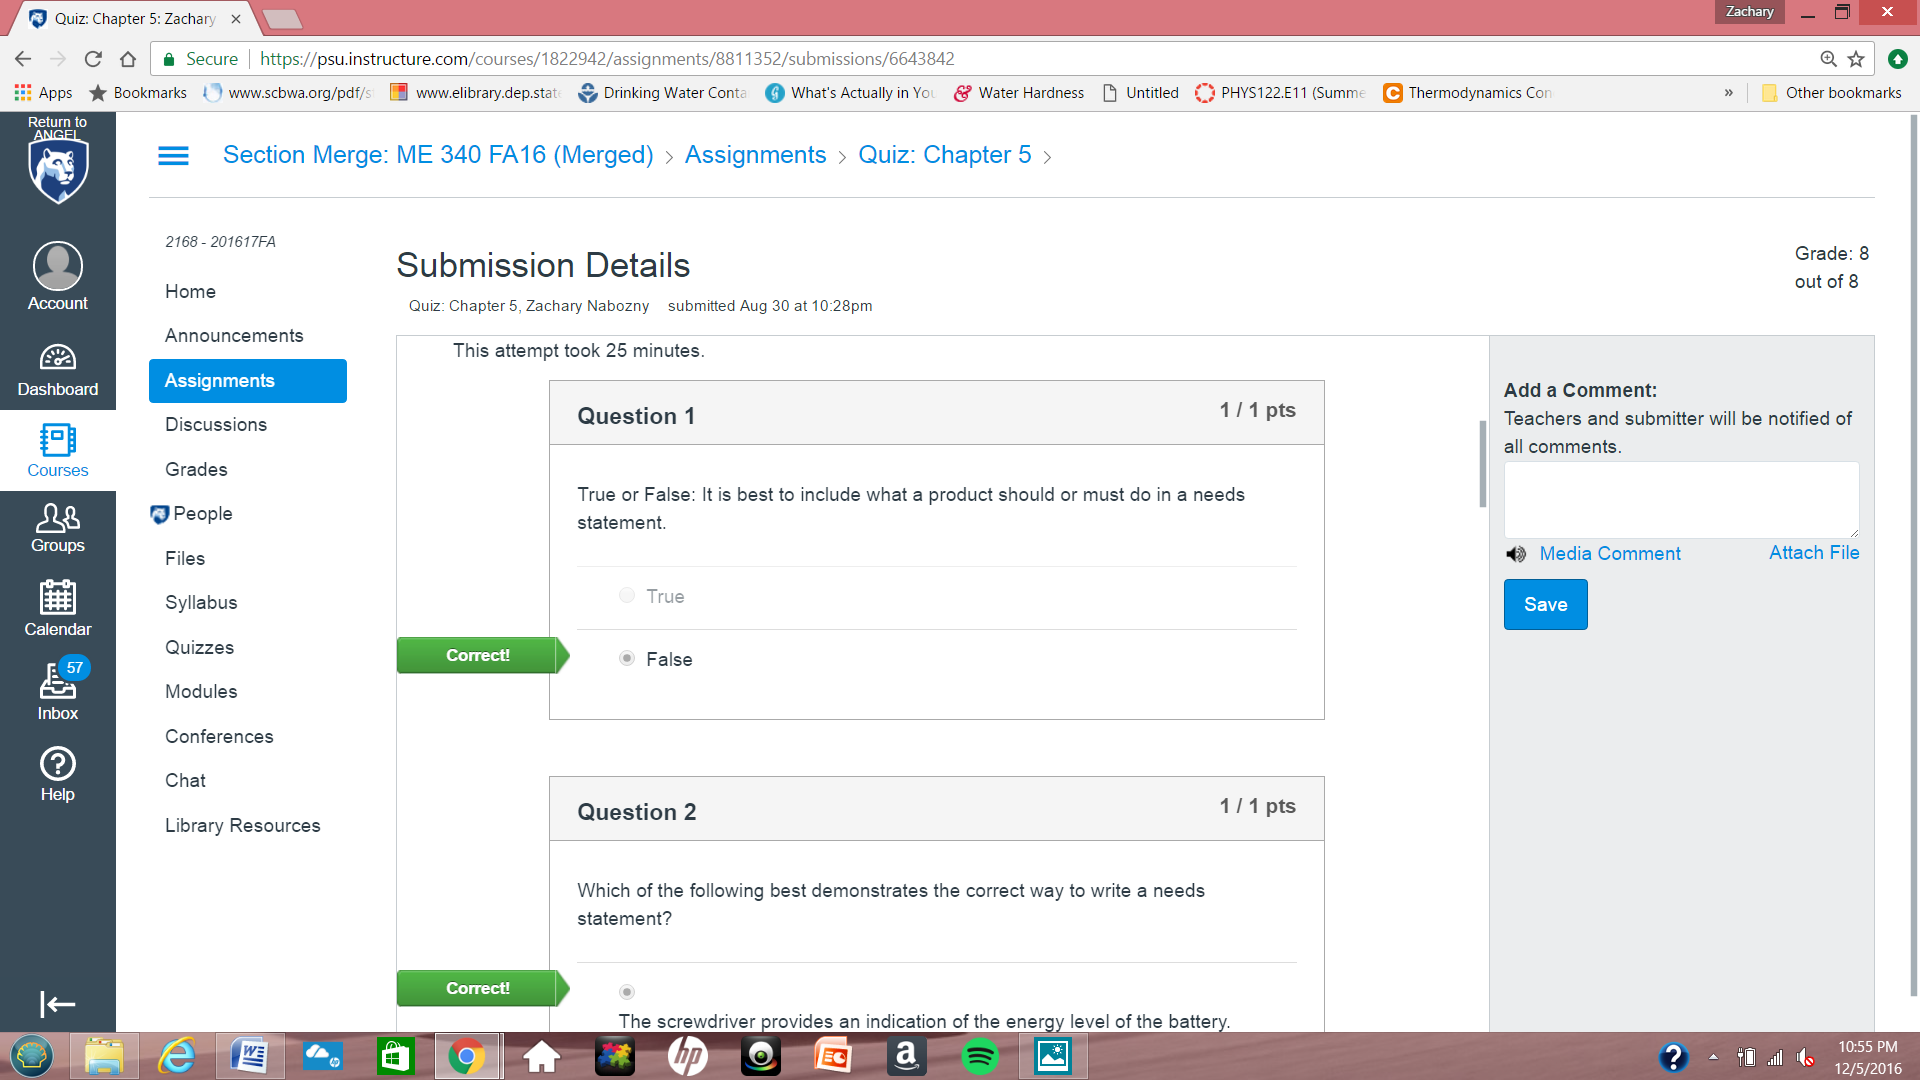 Quiz: Chapter 5: Zachary
Zachary
Secure
https://psu.instructure.com/courses/1822942/assignments/8811352/submissions/6643842
Apps
Bookmarks
www.scbwa.org/pdf/s
www.elibrary.dep.stat
Drinking Water Conta
What's Actually in You
Water Hardness
Untitled
PHYS122.E11 (Summe
Thermodynamics Con
»
Other bookmarks
Return to
ANGEL
Account
Dashboard
Courses
Groups
Calendar
57
Inbox
Help
Section Merge: ME 340 FA16 (Merged) > Assignments > Quiz: Chapter 5 >
2168 - 201617FA
Home
Announcements
Assignments
Discussions
Grades
People
Files
Syllabus
Quizzes
Modules
Conferences
Chat
Library Resources
Submission Details
Quiz: Chapter 5, Zachary Nabozny submitted Aug 30 at 10:28pm
Grade: 8
out of 8
This attempt took 25 minutes.
Question 1
1 / 1 pts
True or False: It is best to include what a product should or must do in a needs
statement.
True
Correct!
False
Question 2
1 / 1 pts
Which of the following best demonstrates the correct way to write a needs
statement?
Correct!
The screwdriver provides an indication of the energy level of the battery.
Add a Comment:
Teachers and submitter will be notified of
all comments.
Media Comment
Attach File
Save
hp
10:55 PM
12/5/2016